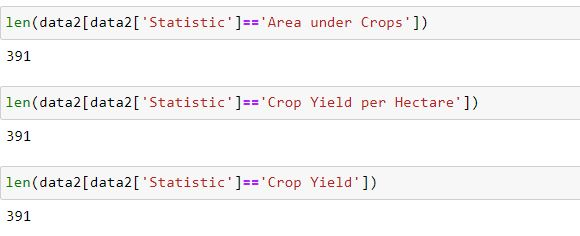 len(data2[data2['Statistic']=='Area under Crops'])
391
len(data2[data2['Statistic']=='Crop Yield per Hectare'])
391
len(data2[data2['Statistic']=='Crop Yield'])
391